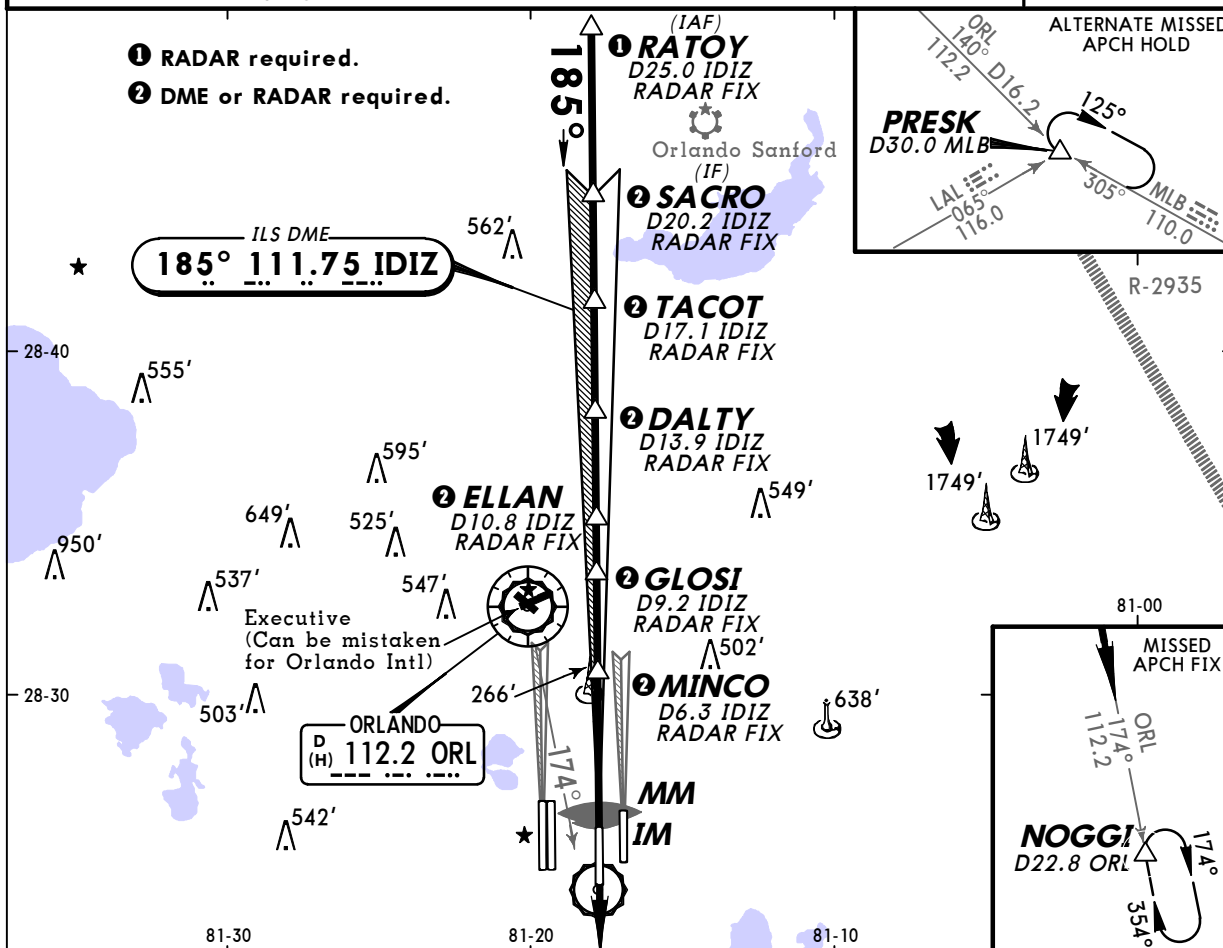 ❶ RADAR required.
❷ DME or RADAR required.
185°
(IAF)
❶ RATOY
D25.0 IDIZ
RADAR FIX
Orlando Sanford
(IF)
❷ SACRO
D20.2 IDIZ
RADAR FIX
ILS DME
185° 111.75 IDIZ
562'
❷ TACOT
D17.1 IDIZ
RADAR FIX
ALTERNATE MISSED
APCH HOLD
ORL
140° D16.2
112.2
PRESK
D30.0 MLB
125°
LAL
065°
116.0
305°
MLB
110.0
R-2935
28-40
555'
❷ DALTY
D13.9 IDIZ
RADAR FIX
595'
❷ ELLAN
D10.8 IDIZ
RADAR FIX
649'
525'
549'
1749'
1749'
950'
537'
547'
❷ GLOSI
D9.2 IDIZ
RADAR FIX
Executive
(Can be mistaken
for Orlando Intl)
502'
81-00
28-30
503'
266'
❷ MINCO
D6.3 IDIZ
RADAR FIX
638'
ORLANDO
D
(H) 112.2 ORL
174°
MM
IM
542'
MISSED
APCH FIX
ORL
174°
112.2
NOGGI
D22.8 ORL
174°
354°
81-30
81-20
81-10